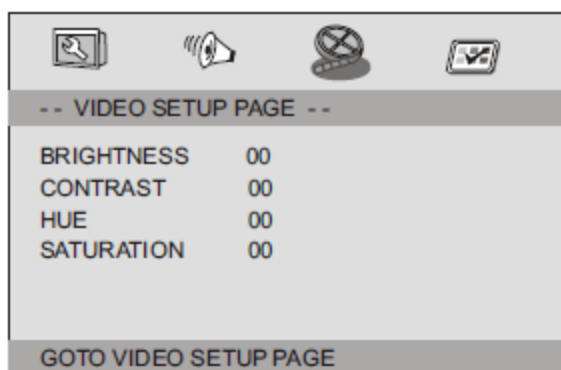 -- VIDEO SETUP PAGE --
BRIGHTNESS 00
CONTRAST 00
HUE 00
SATURATION 00
GOTO VIDEO SETUP PAGE